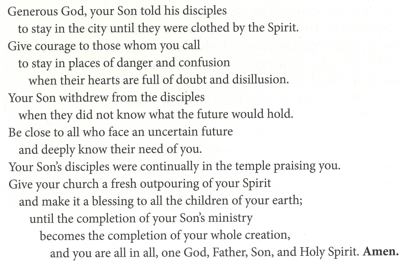 Generous God, your Son told his disciples
to stay in the city until they were clothed by the Spirit.
Give courage to those whom you call
to stay in places of danger and confusion
when their hearts are full of doubt and disillusion.
Your Son withdrew from the disciples
when they did not know what the future would hold.
Be close to all who face an uncertain future
and deeply know their need of you.
Your Son's disciples were continually in the temple praising you.
Give your church a fresh outpouring of your Spirit
and make it a blessing to all the children of your earth;
until the completion of your Son's ministry
becomes the completion of your whole creation,
and you are all in all, one God, Father, Son, and Holy Spirit. Amen.